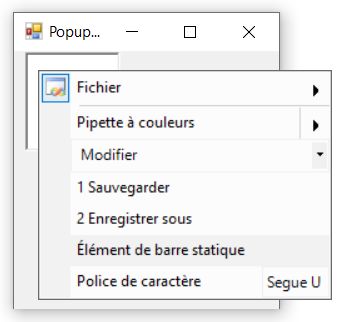 Popup...
Fichier
Pipette à couleurs
Modifier
1 Sauvegarder
2 Enregistrer sous
Élément de barre statique
Police de caractère Segue U